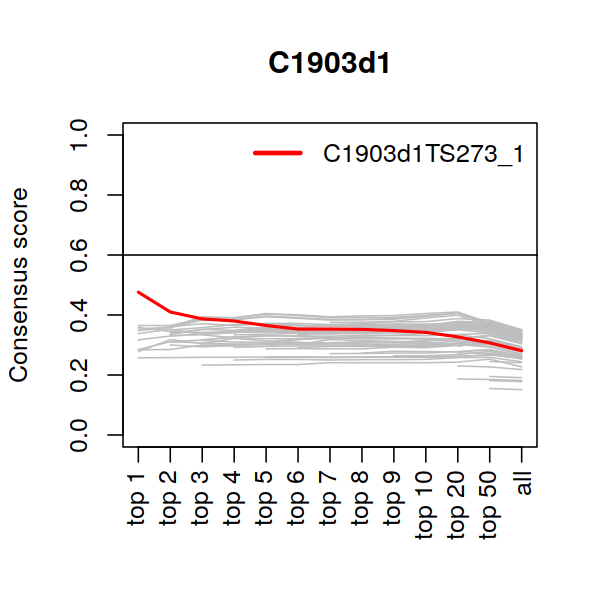 C1903d1
C1903d1TS273_1
Consensus score
1.0
0.8
0.6
0.4
0.2
0.0
top 1
top 2
top 3
top 4
top 5
top 6
top 7
top 8
top 9
top 10
top 20
top 50
all